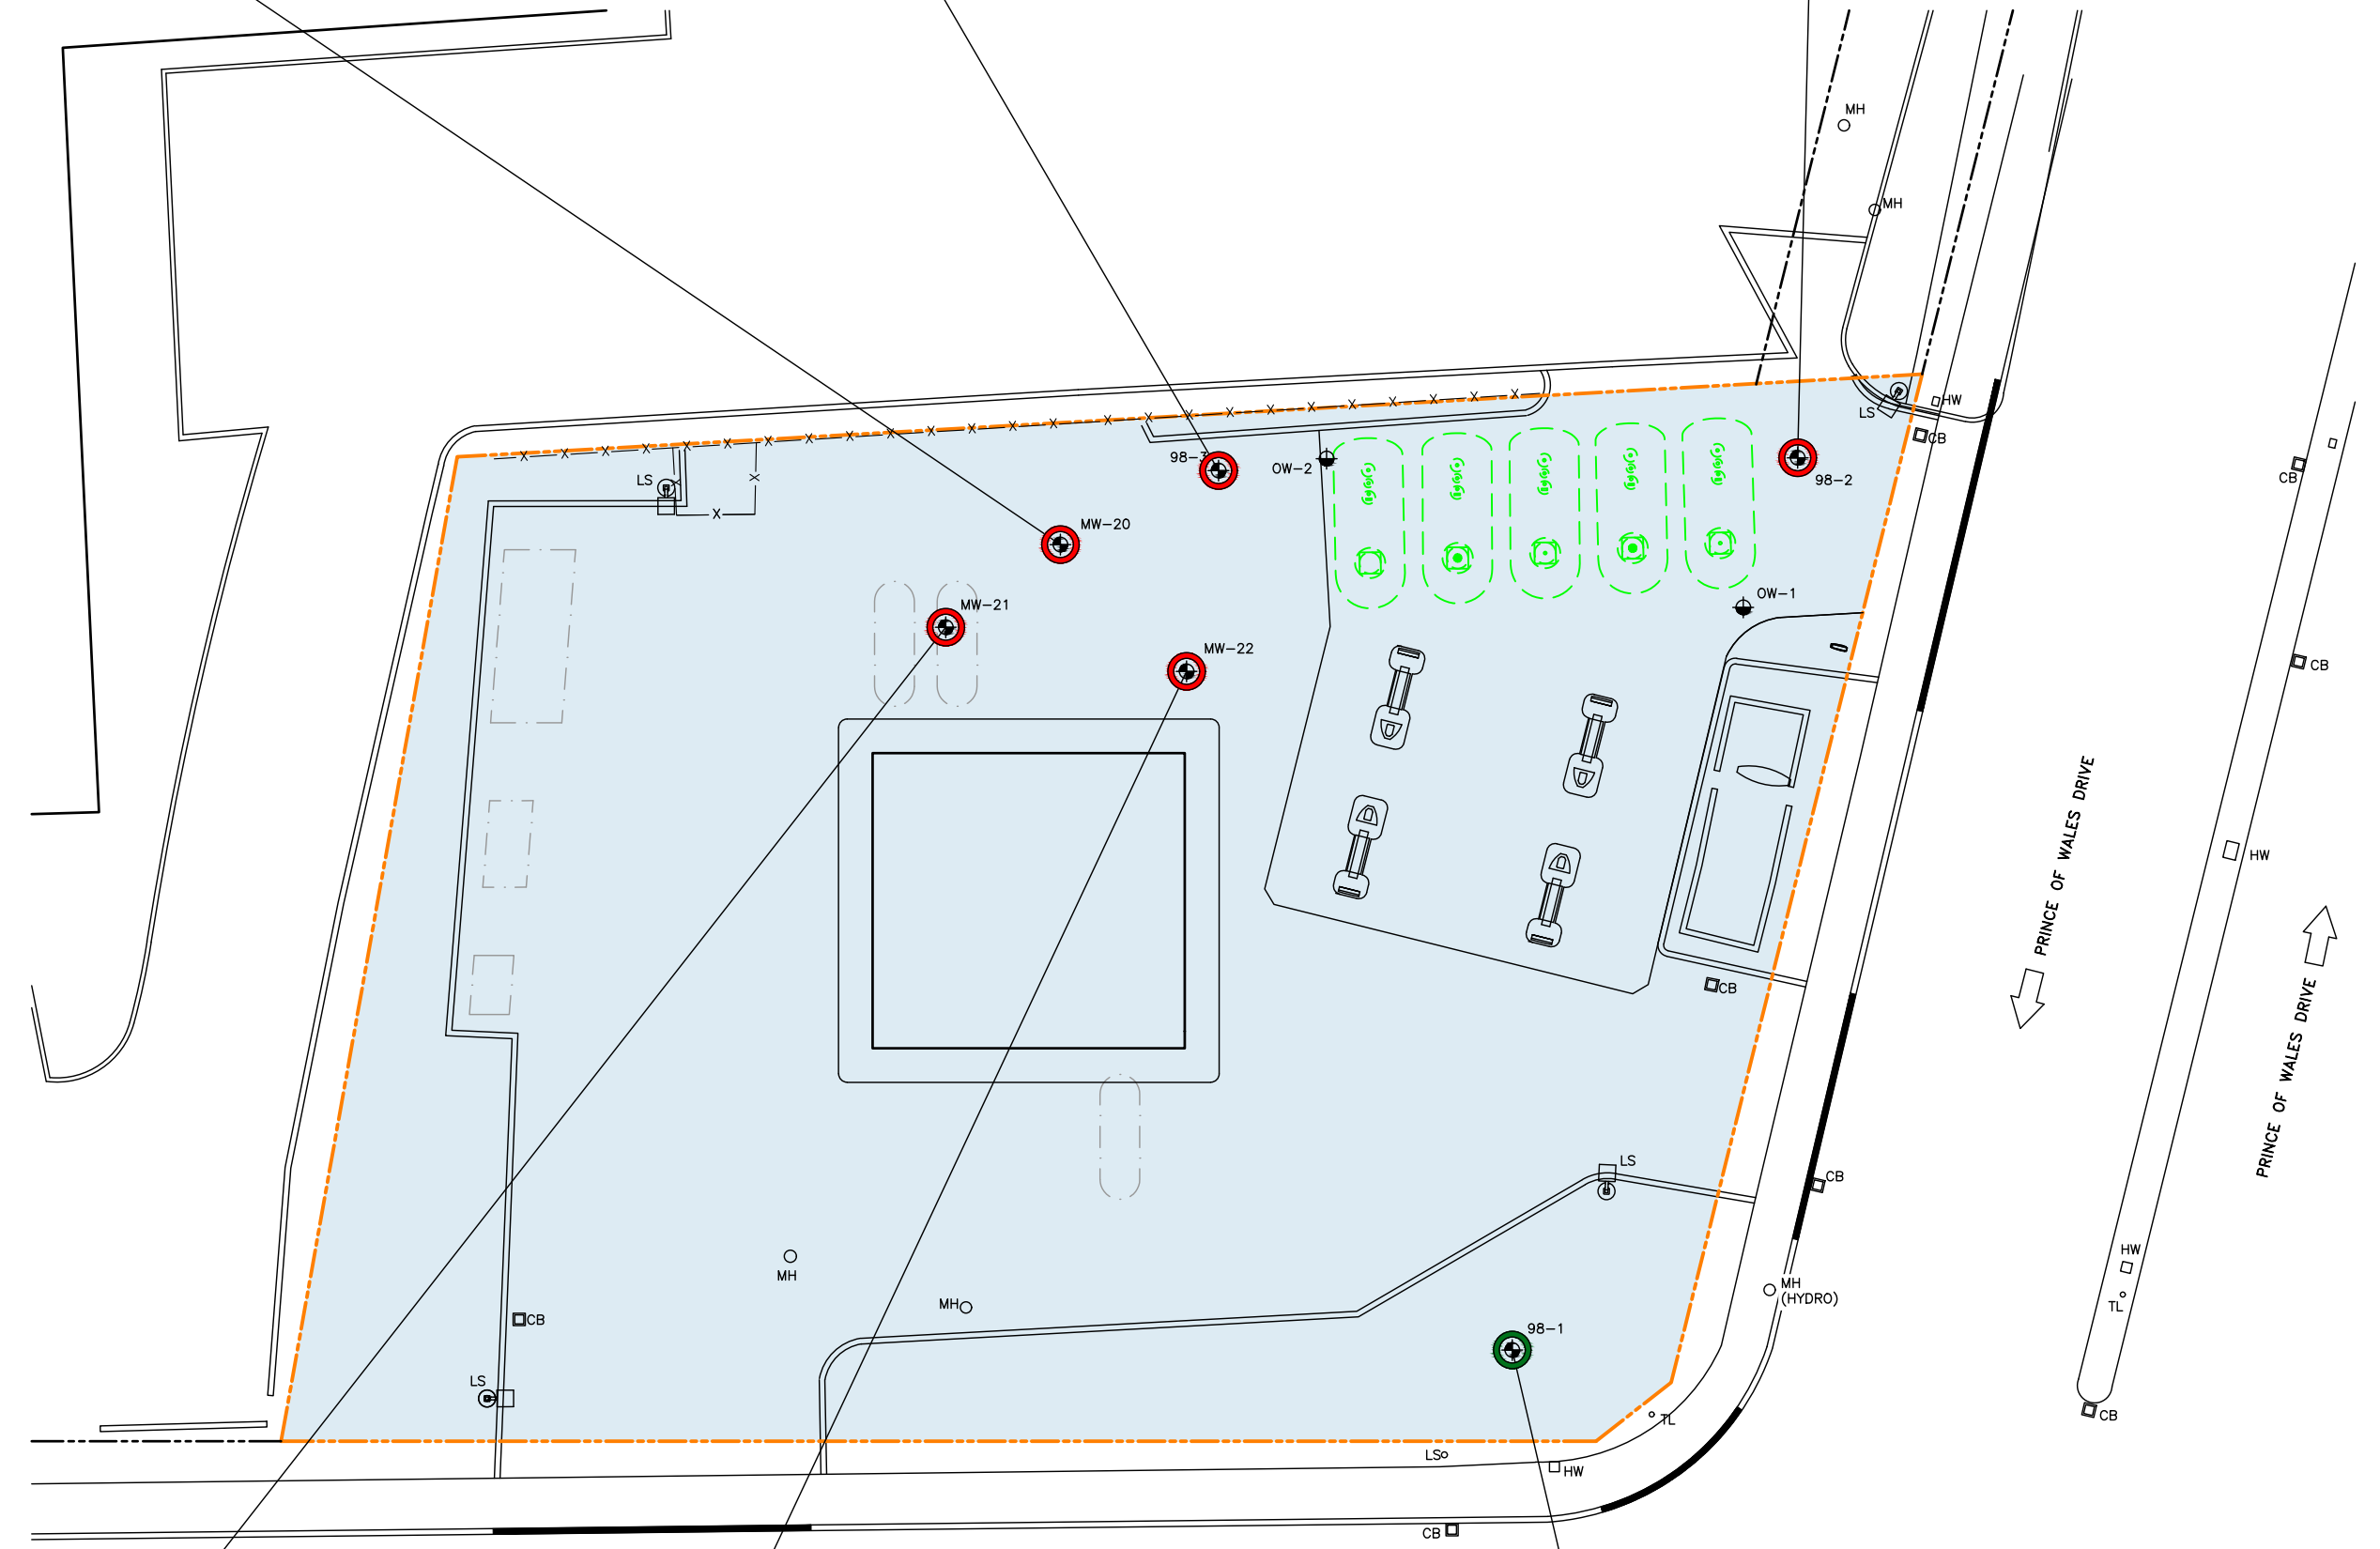 MH
MH
HW
LS
CB
LS
98-3
OW-2
98-2
CB
MW-20
MW-21
OW-1
MW-22
CB
PRINCE OF WALES DRIVE
HW
CB
PRINCE OF WALES DRIVE
LS
CB
MH
MH
(HYDRO)
HW
MH
TL
CB
98-1
LS
TL
CB
LS
HW
CB